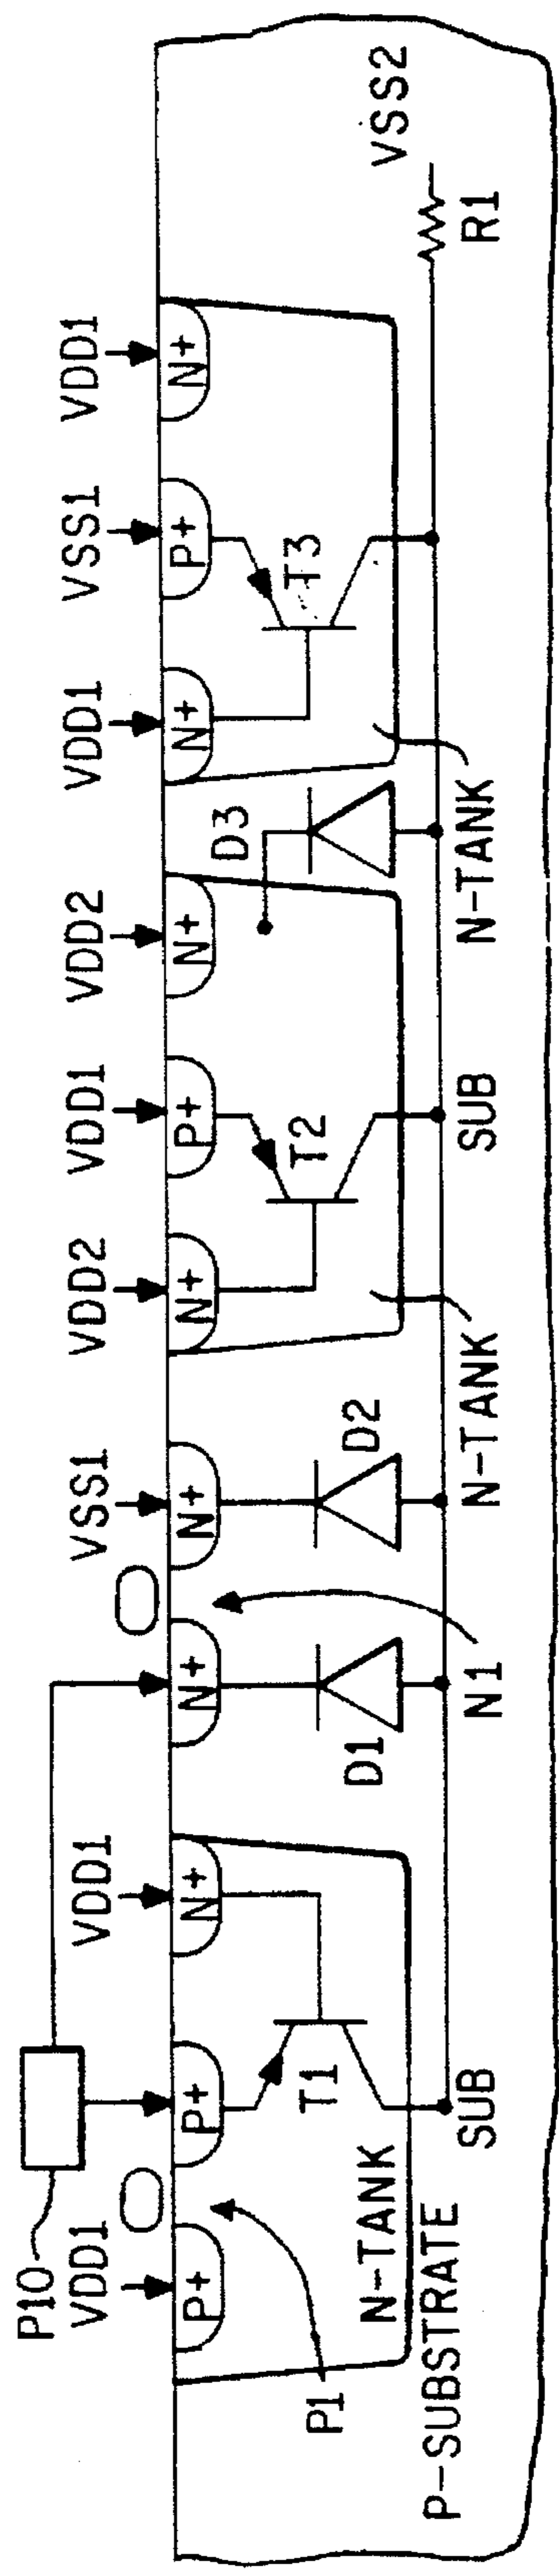 P10
VDD1
VDD1
VSS1
VDD2
VDD1
VDD2
VDD1
VSS1
VDD1
P+
P+
N+
N+
N+
N+
P+
N+
N+
P+
N+
P1
N-TANK
T1
D1
D2
T2
D3
T3
VSS2
P-SUBSTRATE
SUB
N1
N-TANK
SUB
N-TANK
R1